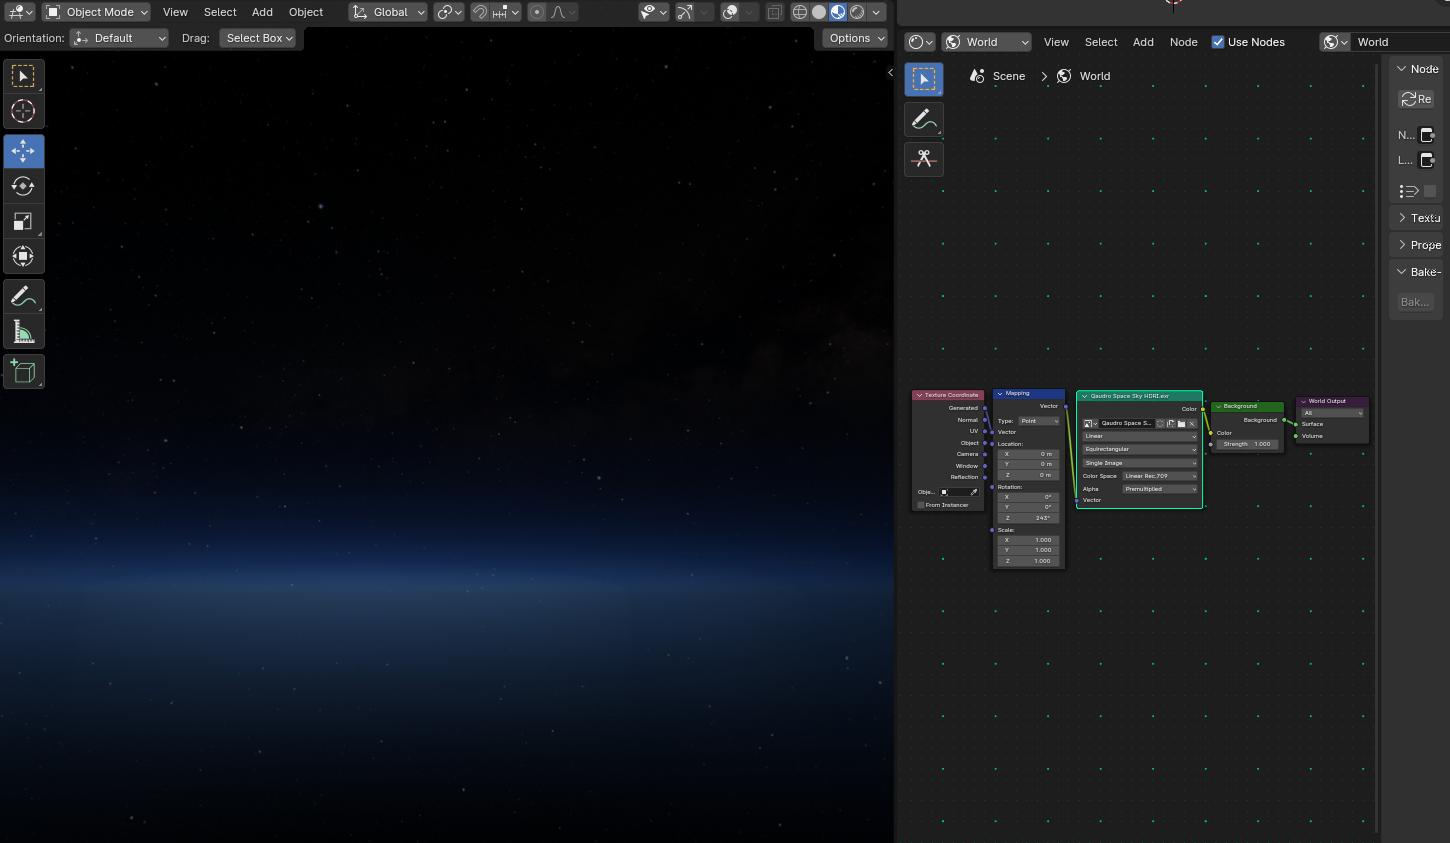 Object Mode View Select Add Object Global Options
Orientation: Default Drag: Select Box
World View Select Add Node Use Nodes World
Scene World
Node
Re
N...
L...
Textu
Prope
Bake-
Bak...
Texture Coordinate
Generated
Normal
UV
Object
Camera
Window
Reflection
Obje...
From Instancer
Mapping
Vector
Type: Point
Vector
Location:
X 0 m
Y 0 m
Z 0 m
Rotation:
X 0°
Y 0°
Z 243°
Scale:
X 1.000
Y 1.000
Z 1.000
Qaudro Space Sky HDRI.exr
Color
Qaudro Space S...
Linear
Equirectangular
Single Image
Color Space Linear Rec.709
Alpha Premultiplied
Vector
Background
Background
Color
Strength 1.000
World Output
All
Surface
Volume